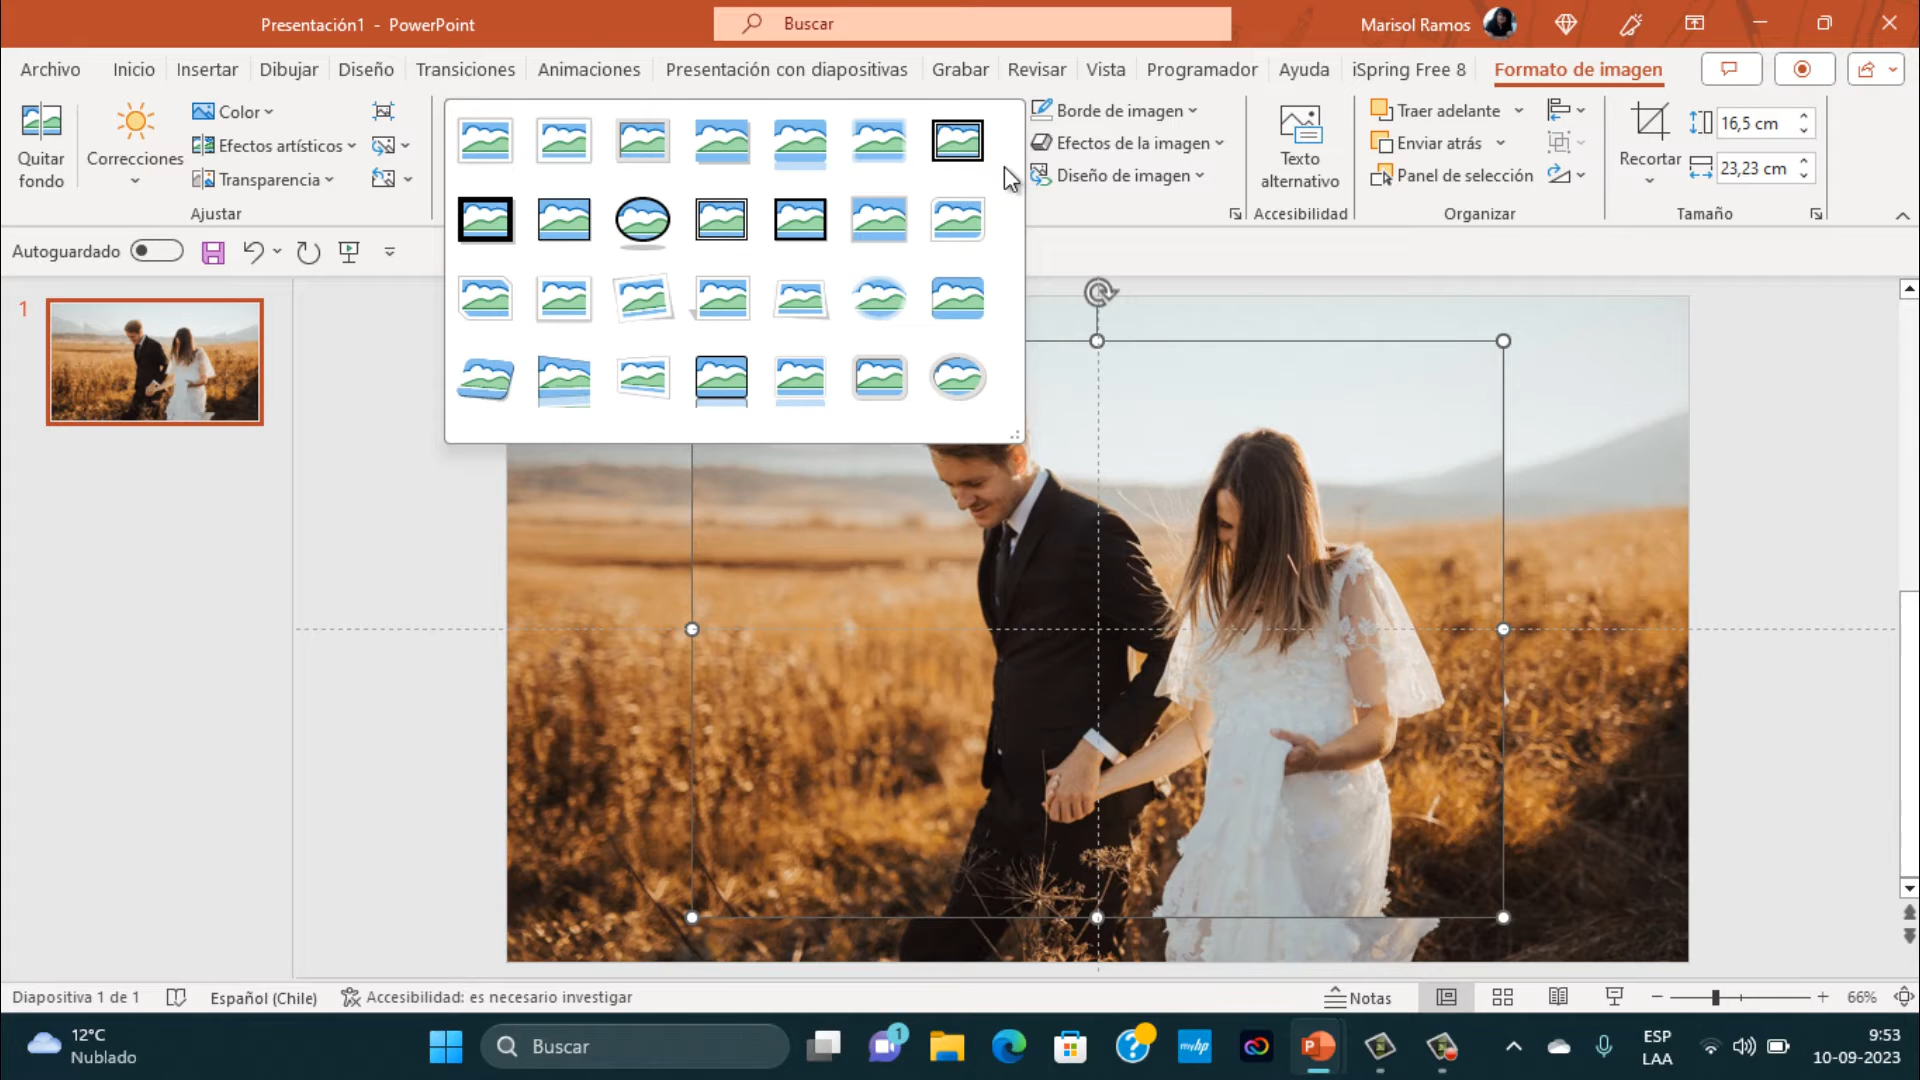 Presentación1 - PowerPoint
Buscar
Marisol Ramos
Archivo
Inicio
Insertar
Dibujar
Diseño
Transiciones
Animaciones
Presentación con diapositivas
Grabar
Revisar
Vista
Programador
Ayuda
iSpring Free 8
Formato de imagen
Quitar
fondo
Correcciones
Color
Efectos artísticos
Transparencia
Ajustar
Borde de imagen
Efectos de la imagen
Diseño de imagen
Texto
alternativo
Accesibilidad
Traer adelante
Enviar atrás
Panel de selección
Organizar
Recortar
16,5 cm
23,23 cm
Tamaño
Autoguardado
1
Diapositiva 1 de 1
Español (Chile)
Accesibilidad: es necesario investigar
Notas
66%
12°C
Nublado
Buscar
1
myhp
P
ESP
LAA
9:53
10-09-2023